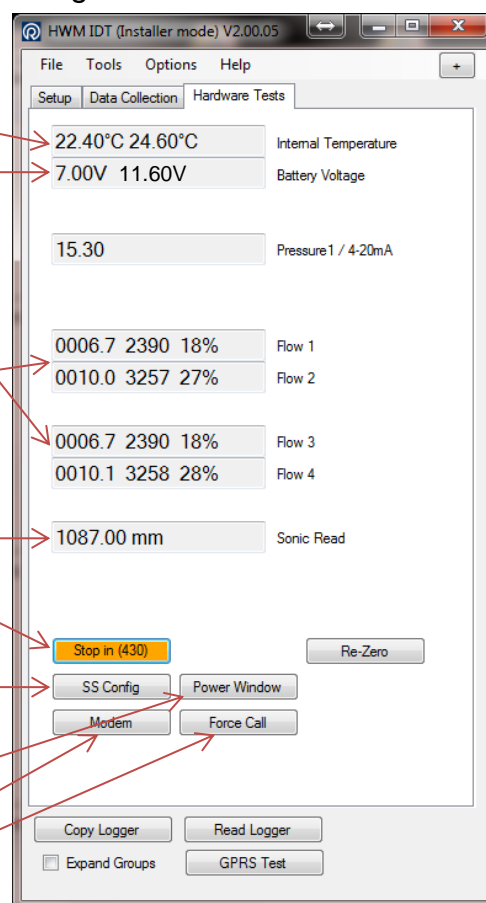 HWM IDT (Installer mode) V2.00.05
File Tools Options Help +
Setup Data Collection Hardware Tests
22.40°C 24.60°C Internal Temperature
7.00V 11.60V Battery Voltage
15.30 Pressure1 / 4-20mA
0006.7 2390 18% Flow 1
0010.0 3257 27% Flow 2
0006.7 2390 18% Flow 3
0010.1 3258 28% Flow 4
1087.00 mm Sonic Read
Stop in (430) Re-Zero
SS Config Power Window
Modem Force Call
Copy Logger Read Logger
Expand Groups GPRS Test